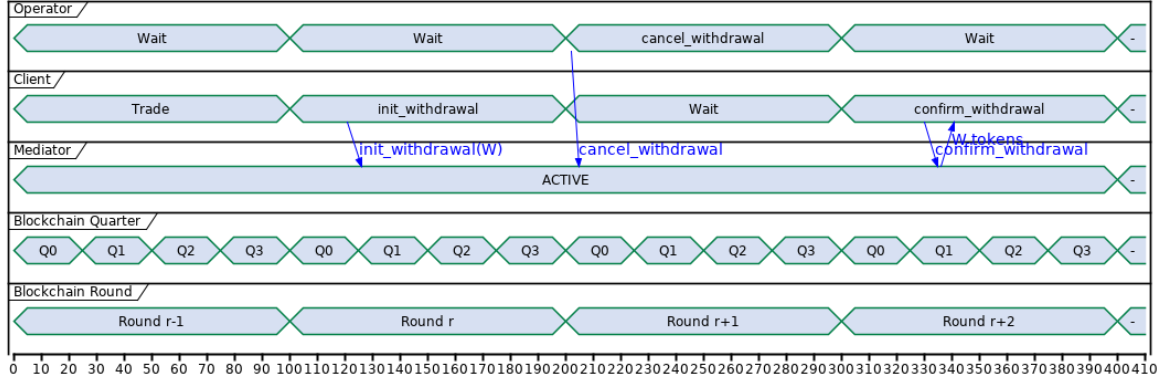 Operator
Wait Wait cancel_withdrawal Wait -
Client
Trade init_withdrawal Wait confirm_withdrawal -
W tokens
init_withdrawal(W) cancel_withdrawal confirm_withdrawal
Mediator
ACTIVE -
Blockchain Quarter
Q0 Q1 Q2 Q3 Q0 Q1 Q2 Q3 Q0 Q1 Q2 Q3 Q0 Q1 Q2 Q3 -
Blockchain Round
Round r-1 Round r Round r+1 Round r+2 -
0 10 20 30 40 50 60 70 80 90 100 110 120 130 140 150 160 170 180 190 200 210 220 230 240 250 260 270 280 290 300 310 320 330 340 350 360 370 380 390 400 410